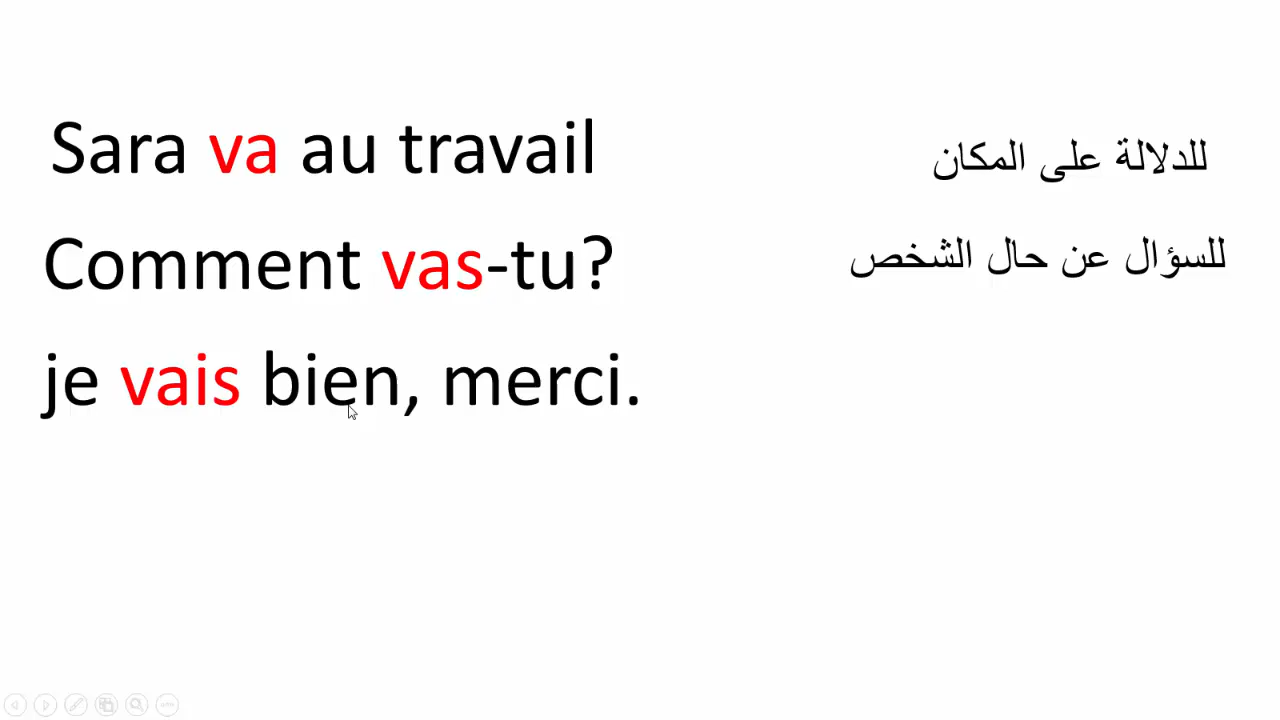 Sara va au travail
للدلالة على المكان
Comment vas-tu?
للسؤال عن حال الشخص
je vais bien, merci.